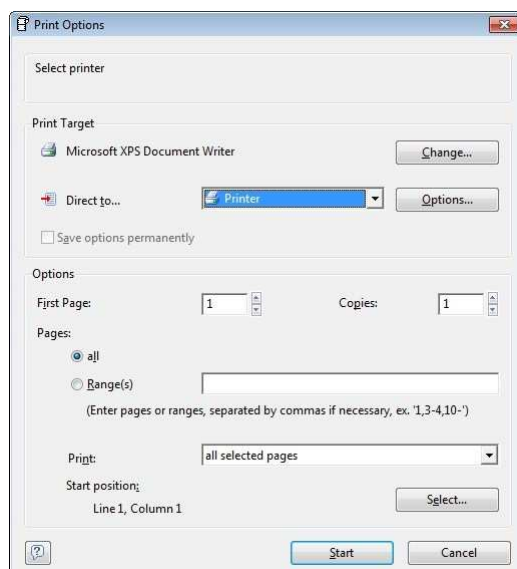 Print Options
Select printer
Print Target
Microsoft XPS Document Writer
Change...
Direct to...
Printer
Options...
Save options permanently
Options
First Page:
1
Copies:
1
Pages:
all
Range(s)
(Enter pages or ranges, separated by commas if necessary, ex. '1,3-4,10-')
Print:
all selected pages
Start position:
Line 1, Column 1
Select...
?
Start
Cancel